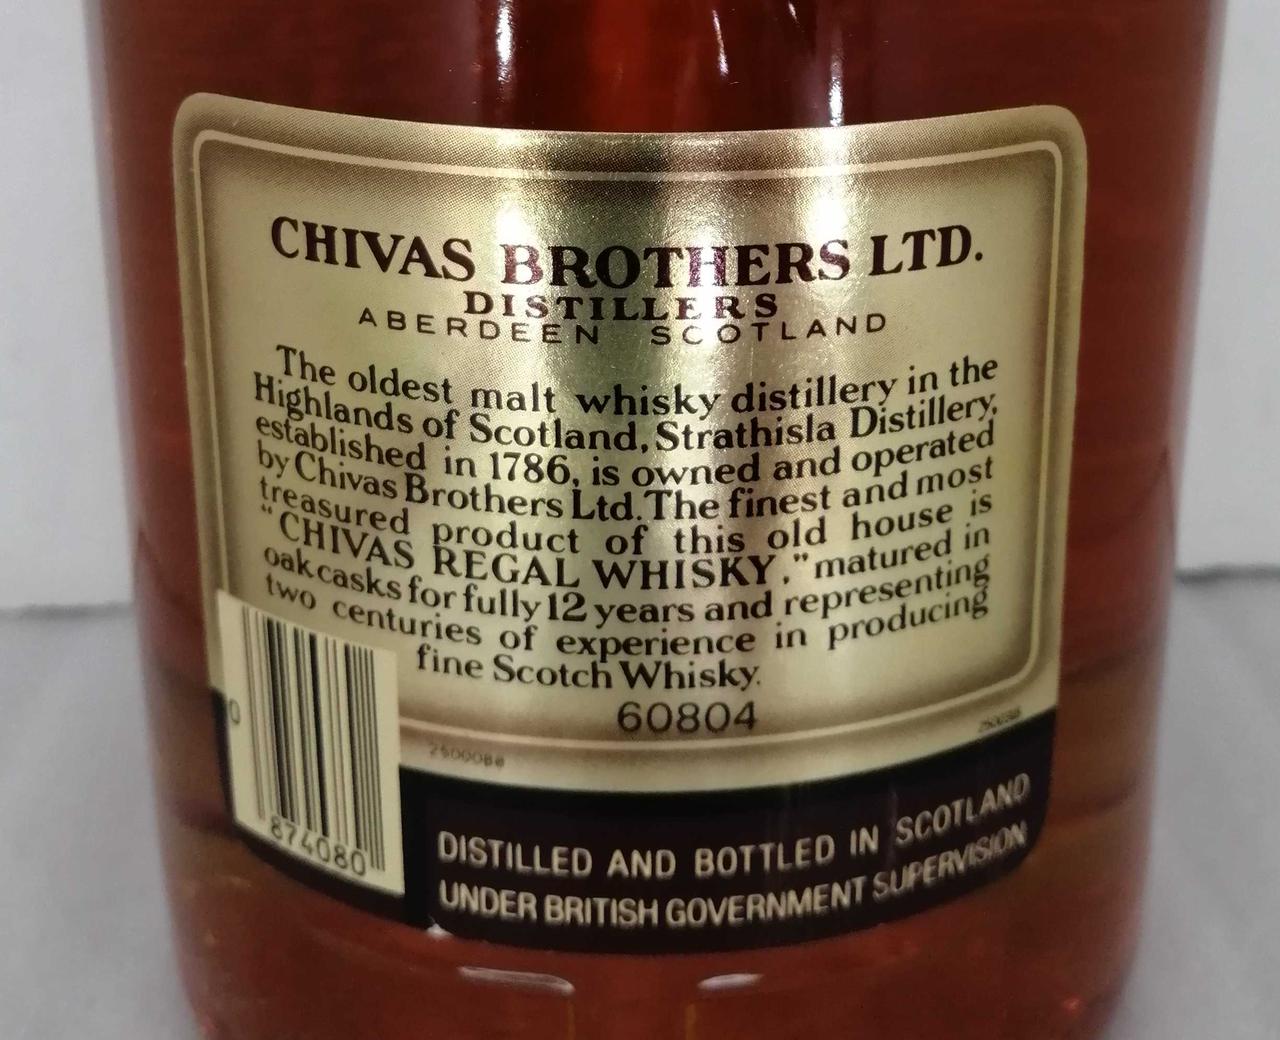 CHIVAS BROTHERS LTD.
DISTILLERS
ABERDEEN SCOTLAND
The oldest malt whisky distillery in the
Highlands of Scotland, Strathisla Distillery,
established in 1786, is owned and operated
by Chivas Brothers Ltd. The finest and most
treasured product of this old house is
“CHIVAS REGAL WHISKY,” matured in
oak casks for fully 12 years and representing
two centuries of experience in producing
fine Scotch Whisky.
60804
0
874080
DISTILLED AND BOTTLED IN SCOTLAND
UNDER BRITISH GOVERNMENT SUPERVISION